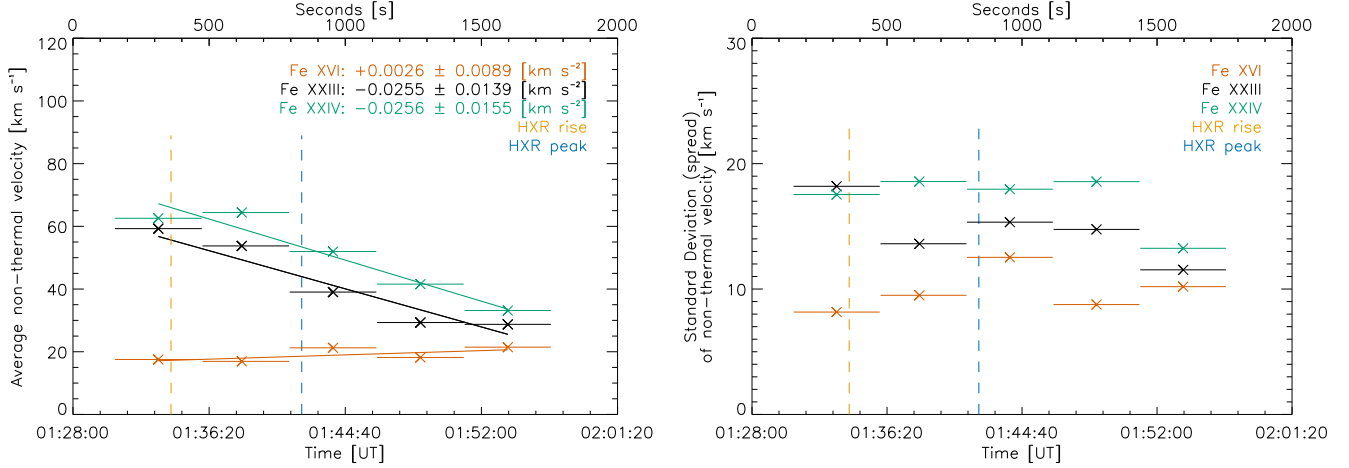 Seconds [s]
0 500 1000 1500 2000
120
100
80
60
40
20
0
Average non-thermal velocity [km s⁻¹]
Fe XVI: +0.0026 ± 0.0089 [km s⁻²]
Fe XXIII: −0.0255 ± 0.0139 [km s⁻²]
Fe XXIV: −0.0256 ± 0.0155 [km s⁻²]
HXR rise
HXR peak
01:28:00 01:36:20 01:44:40 01:52:00 02:01:20
Time [UT]
Seconds [s]
0 500 1000 1500 2000
30
20
10
0
Standard Deviation (spread)
of non-thermal velocity [km s⁻¹]
Fe XVI
Fe XXIII
Fe XXIV
HXR rise
HXR peak
01:28:00 01:36:20 01:44:40 01:52:00 02:01:20
Time [UT]